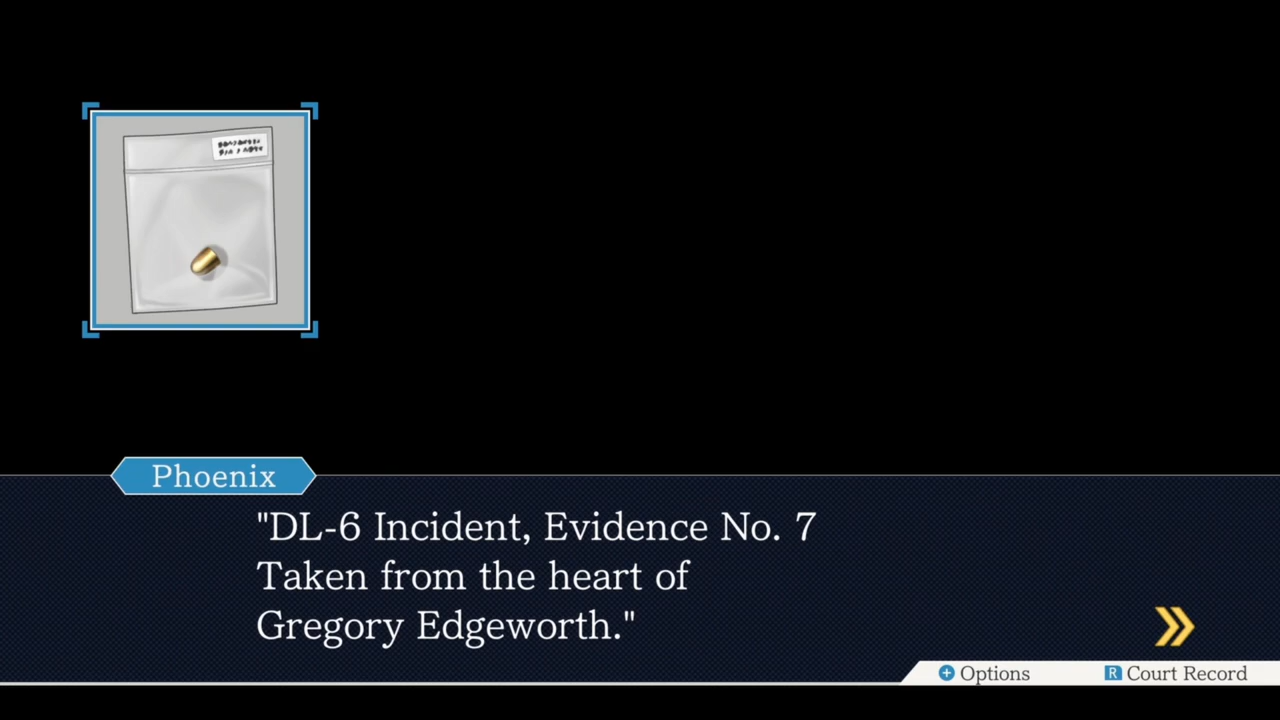 Phoenix
"DL-6 Incident, Evidence No. 7
Taken from the heart of
Gregory Edgeworth."
Options
R Court Record